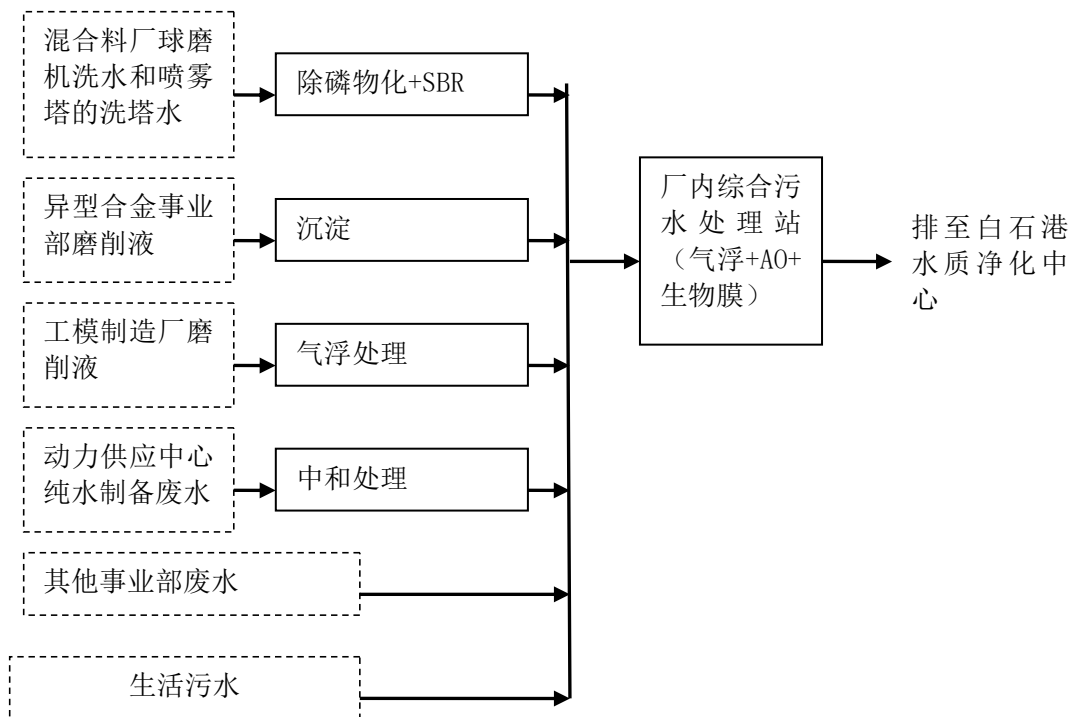 混合料厂球磨
机洗水和喷雾
塔的洗塔水
除磷物化+SBR
异型合金事业
部磨削液
沉淀
工模制造厂磨
削液
气浮处理
动力供应中心
纯水制备废水
中和处理
其他事业部废水
生活污水
厂内综合污
水处理站
（气浮+AO+
生物膜）
排至白石港
水质净化中
心